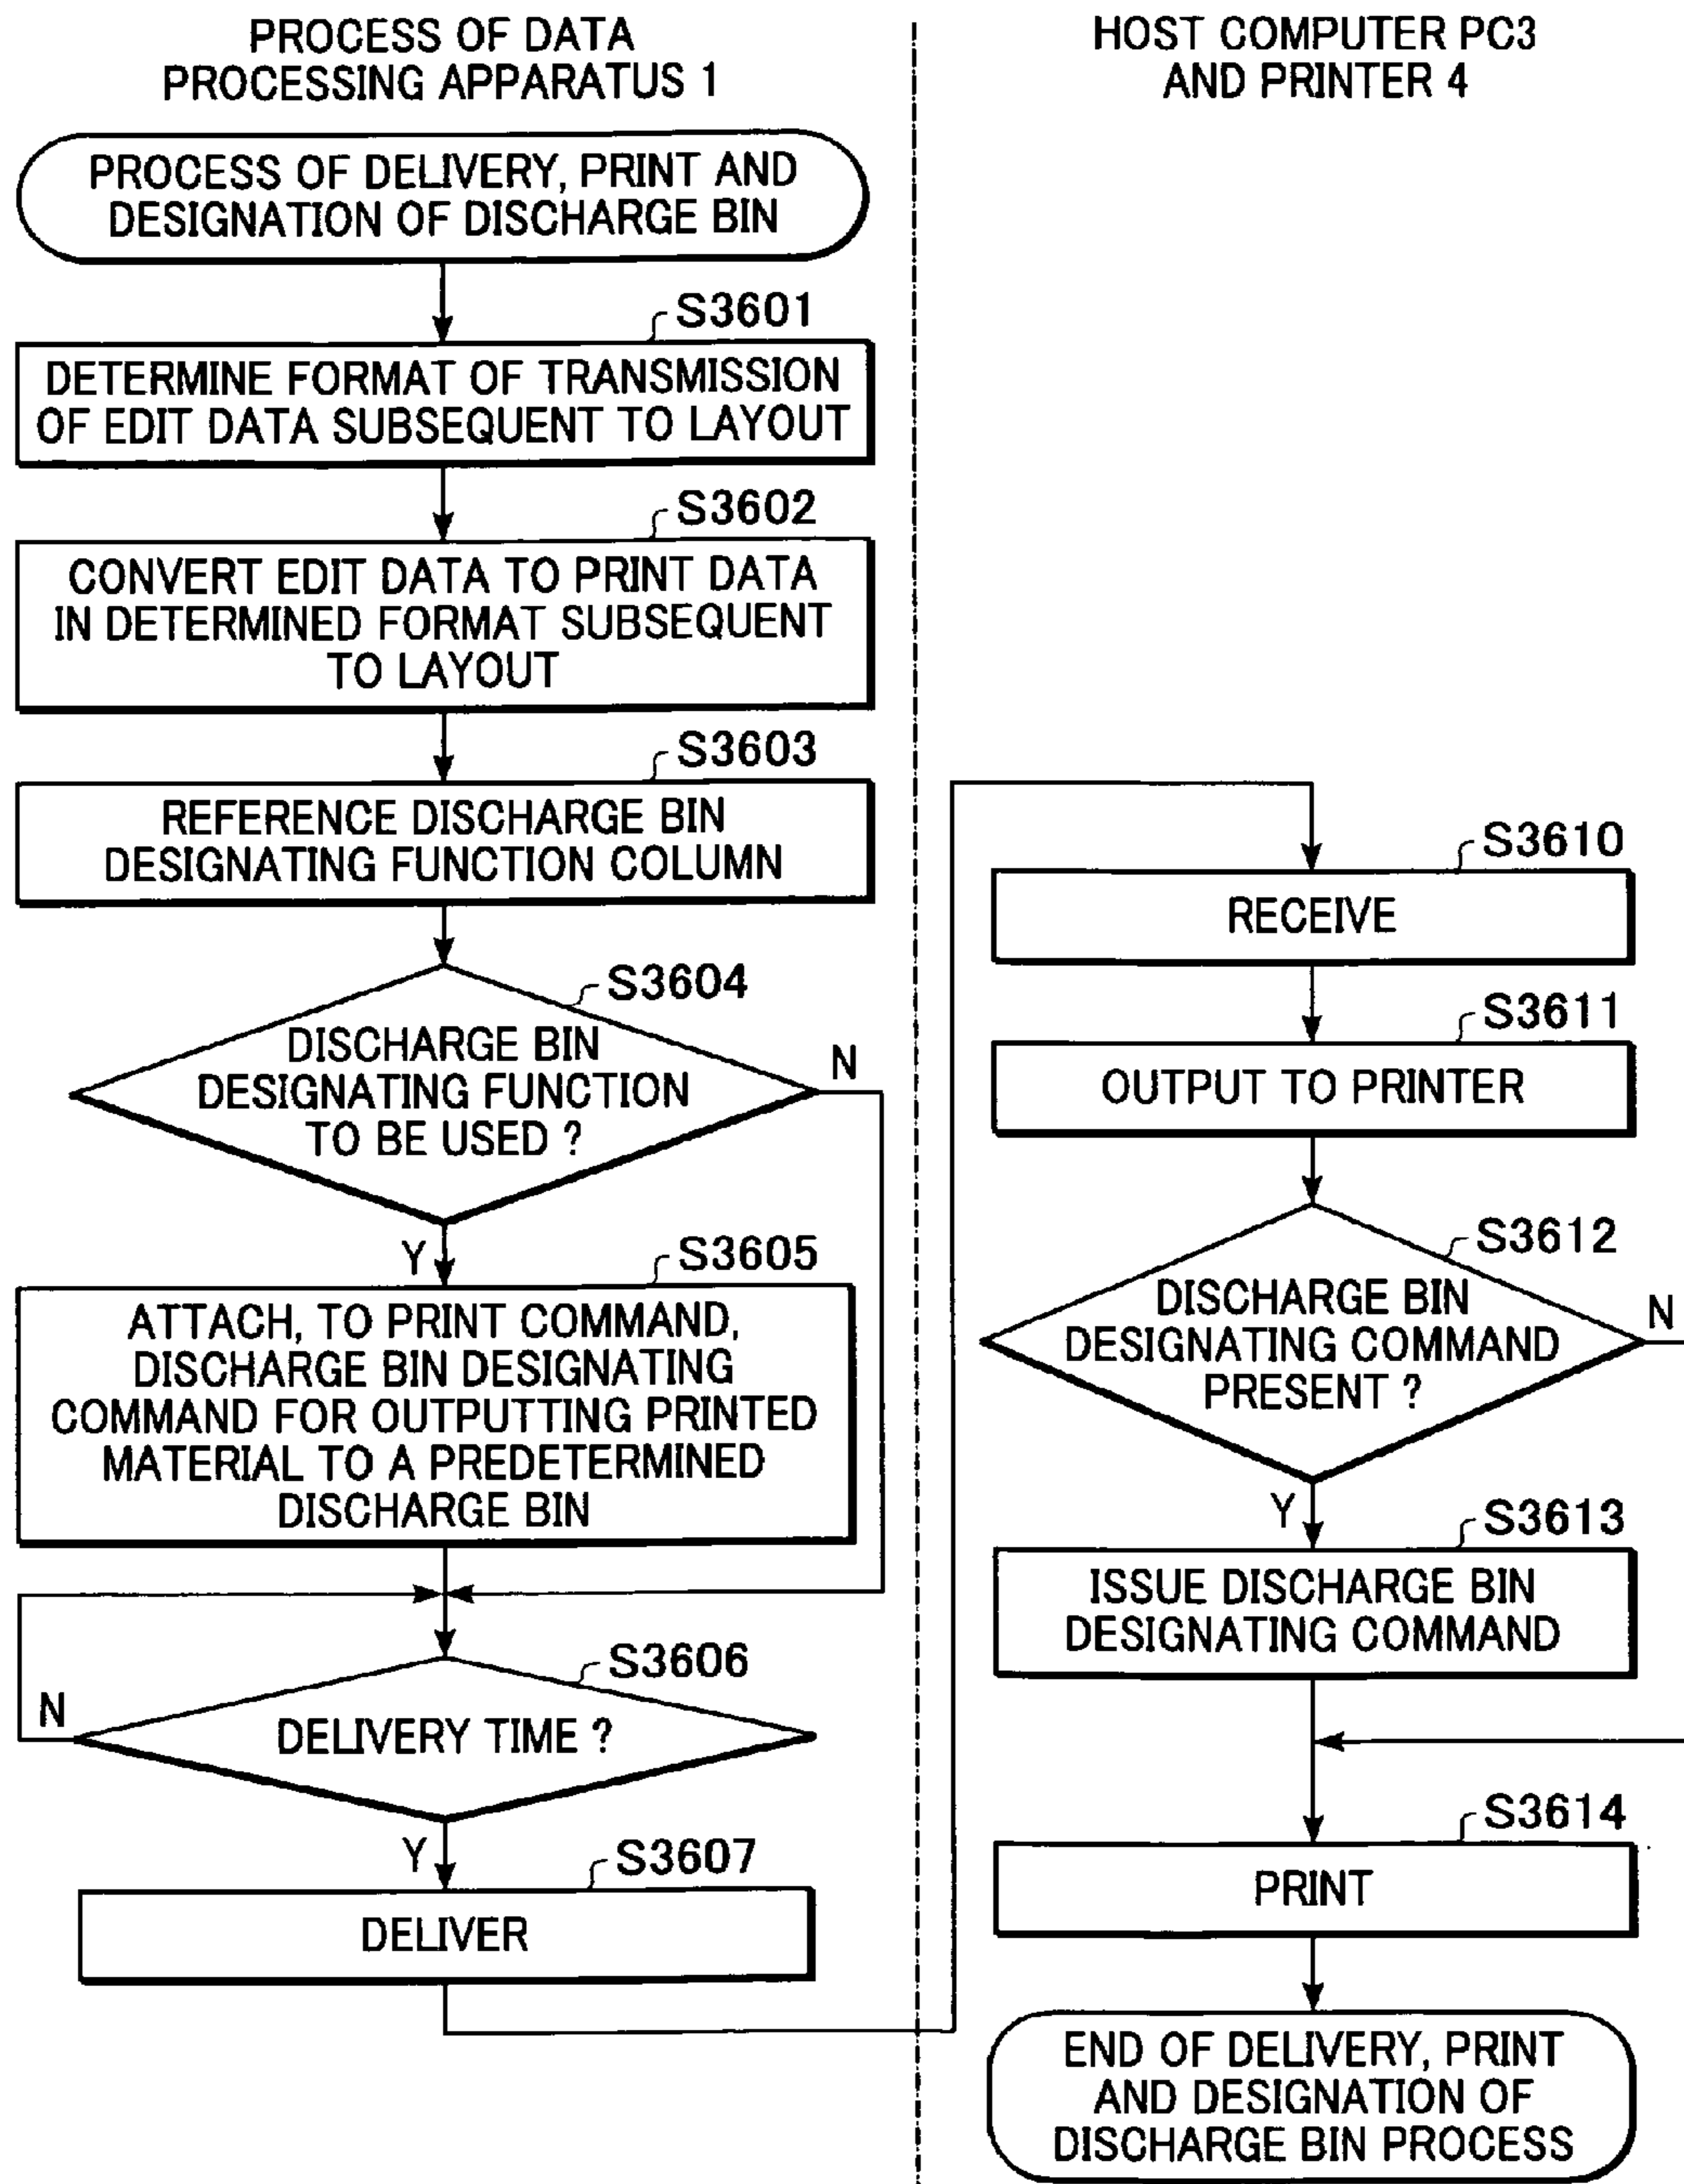 PROCESS OF DATA
PROCESSING APPARATUS 1
PROCESS OF DELIVERY, PRINT AND
DESIGNATION OF DISCHARGE BIN
S3601
DETERMINE FORMAT OF TRANSMISSION
OF EDIT DATA SUBSEQUENT TO LAYOUT
S3602
CONVERT EDIT DATA TO PRINT DATA
IN DETERMINED FORMAT SUBSEQUENT
TO LAYOUT
S3603
REFERENCE DISCHARGE BIN
DESIGNATING FUNCTION COLUMN
S3604
DISCHARGE BIN
DESIGNATING FUNCTION
TO BE USED ?
N
Y
S3605
ATTACH, TO PRINT COMMAND,
DISCHARGE BIN DESIGNATING
COMMAND FOR OUTPUTTING PRINTED
MATERIAL TO A PREDETERMINED
DISCHARGE BIN
S3606
N
DELIVERY TIME ?
Y
S3607
DELIVER
HOST COMPUTER PC3
AND PRINTER 4
S3610
RECEIVE
S3611
OUTPUT TO PRINTER
S3612
DISCHARGE BIN
DESIGNATING COMMAND
PRESENT ?
N
Y
S3613
ISSUE DISCHARGE BIN
DESIGNATING COMMAND
S3614
PRINT
END OF DELIVERY, PRINT
AND DESIGNATION OF
DISCHARGE BIN PROCESS